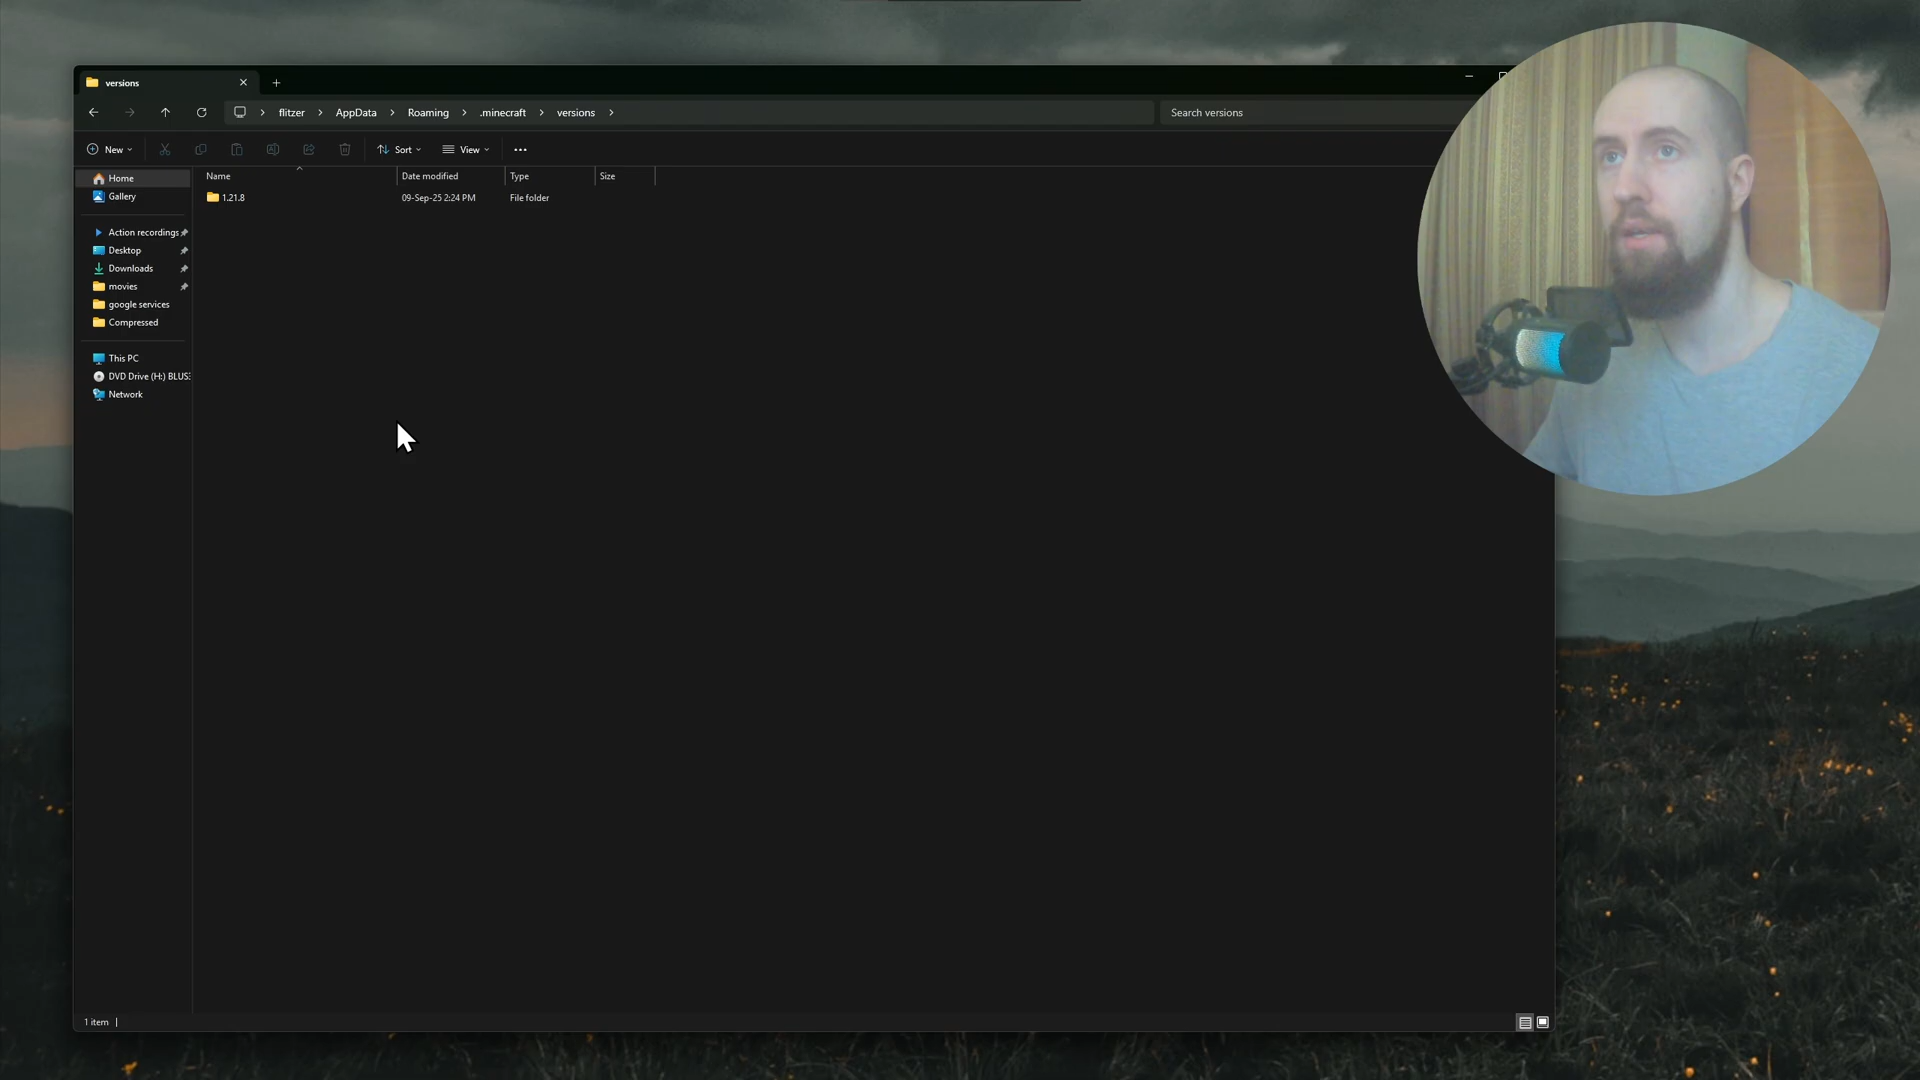 versions
flitzer > AppData > Roaming > .minecraft > versions >
Search versions
New
Sort
View
Name
Date modified
Type
Size
1.21.8
09-Sep-25 2:24 PM
File folder
Home
Gallery
Action recordings
Desktop
Downloads
movies
google services
Compressed
This PC
DVD Drive (H:) BLUS
Network
1 item